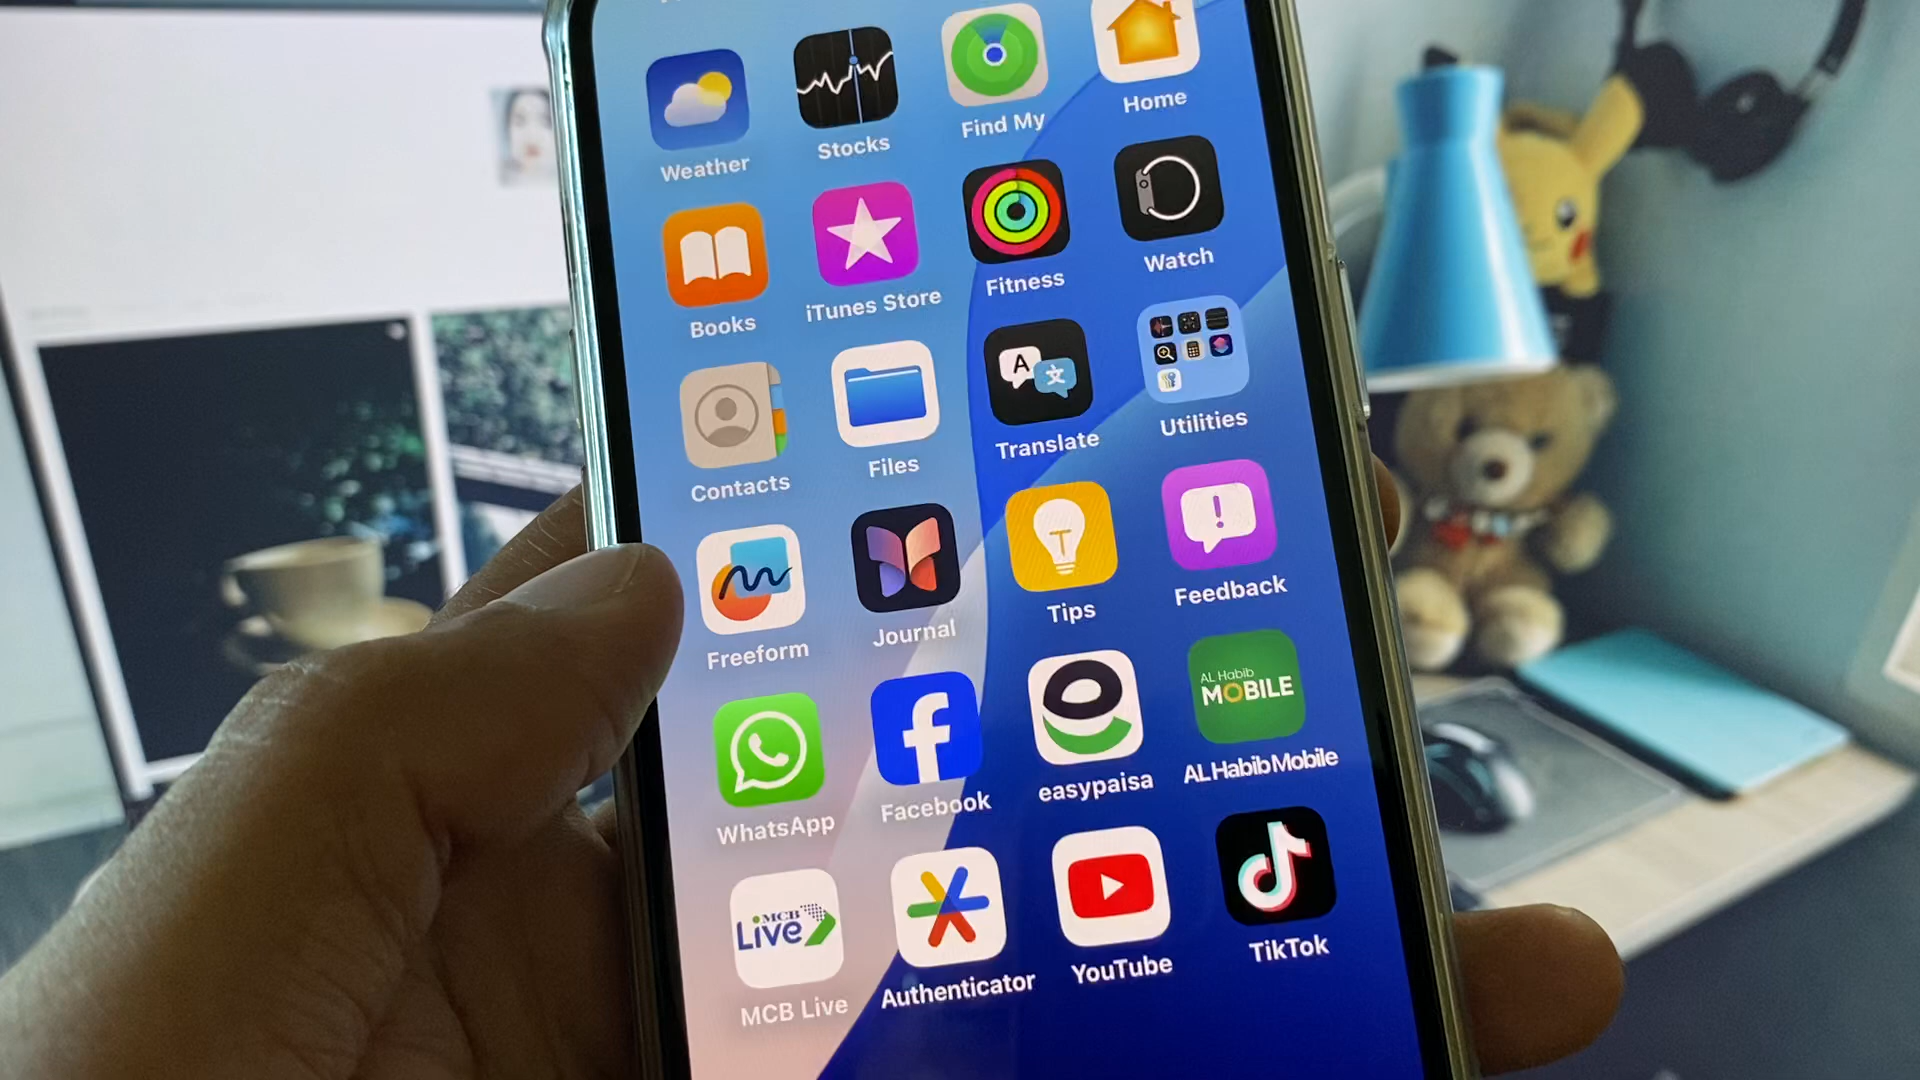 Weather
Stocks
Find My
Home
Books
iTunes Store
Fitness
Watch
Contacts
Files
A
文
Translate
Utilities
Freeform
Journal
T
Tips
!
Feedback
WhatsApp
f
Facebook
easypaisa
AL Habib
MOBILE
AL Habib Mobile
MCB
Live
MCB Live
Authenticator
YouTube
TikTok